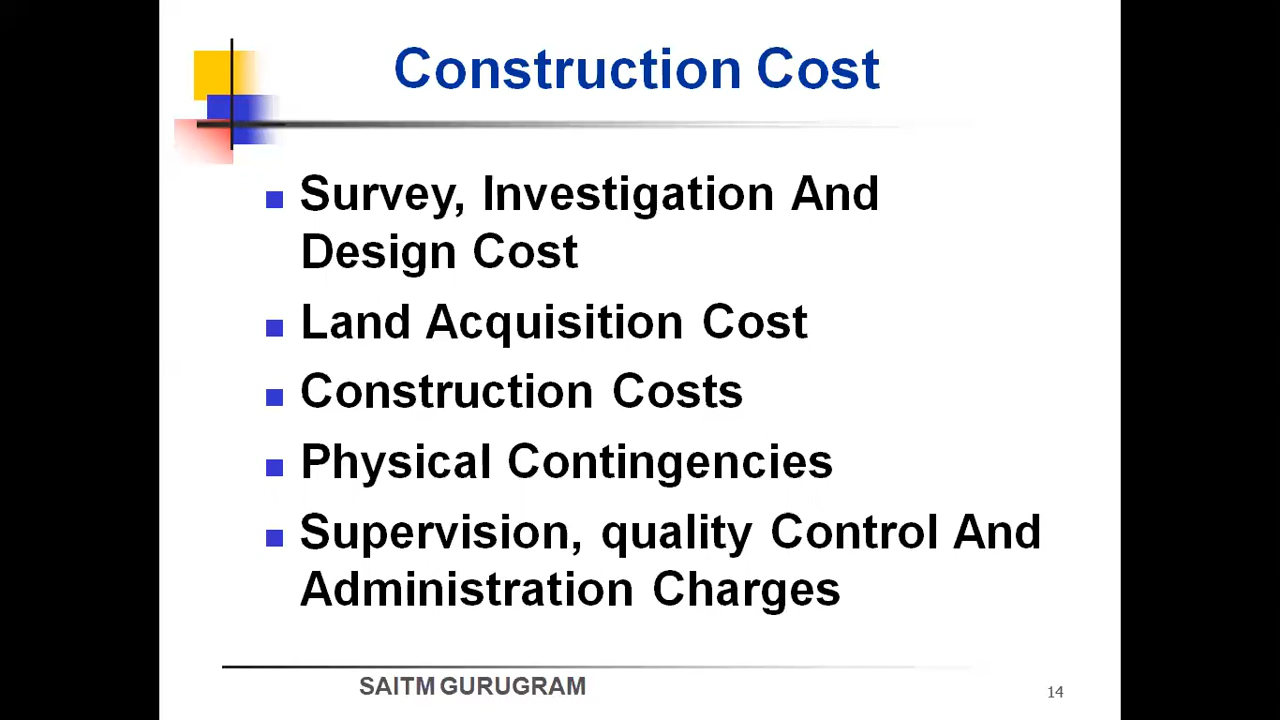 Construction Cost
Survey, Investigation And
Design Cost
Land Acquisition Cost
Construction Costs
Physical Contingencies
Supervision, quality Control And
Administration Charges
SAITM GURUGRAM
14